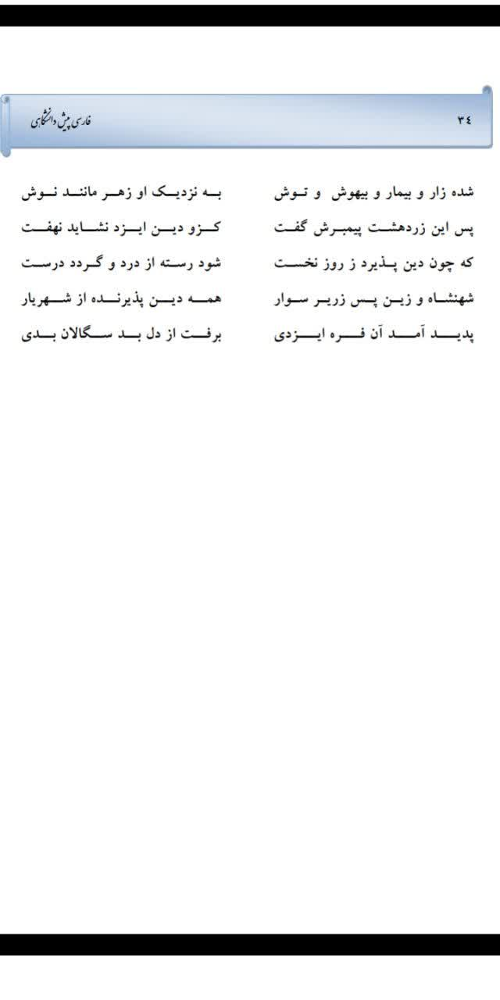 ۳٤ فارسی پیش دانشگاهی
شده زار و بیمار و بیهوش و توش به نزدیک او زهر مانند نوش
پس این زردهشت پیمبرش گفت کزو دین ایزد نشاید نهفت
که چون دین پذیرد ز روز نخست شود رسته از درد و گردد درست
شهنشاه و زین پس زریر سوار همه دین پذیرنده از شهریار
پدید آمد آن فره ایزدی برفت از دل بد سگالان بدی